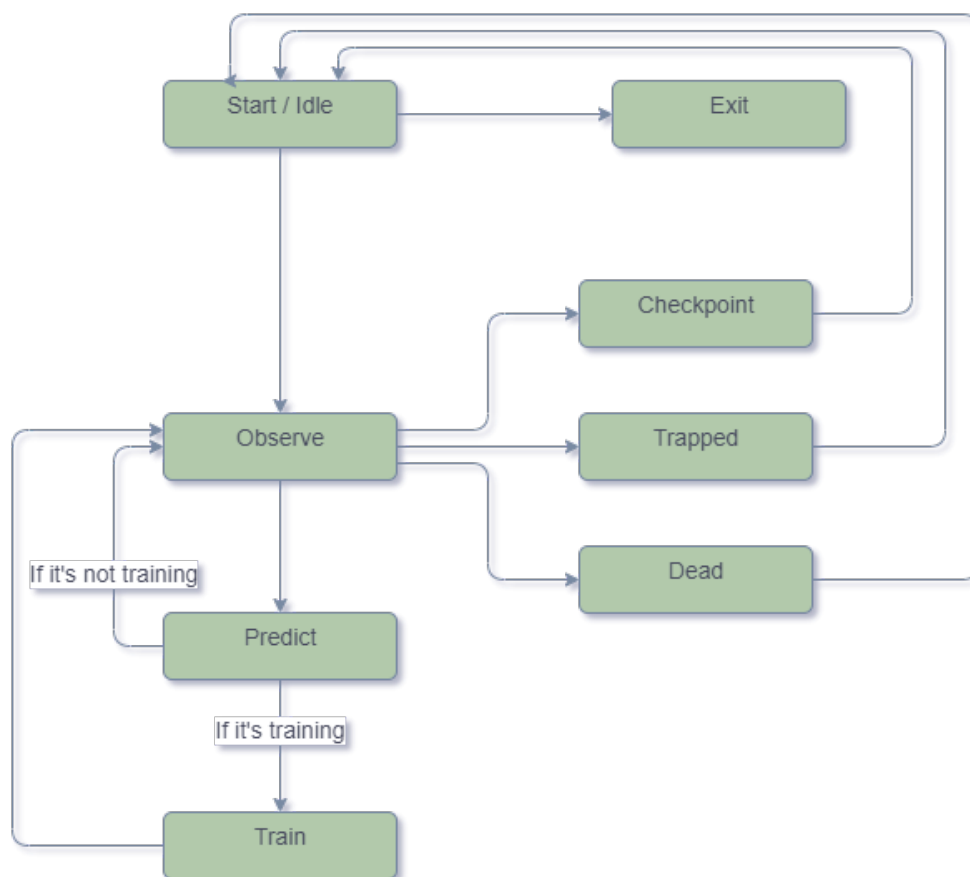 Start / Idle
Exit
Checkpoint
Observe
Trapped
If it's not training
Dead
Predict
If it's training
Train